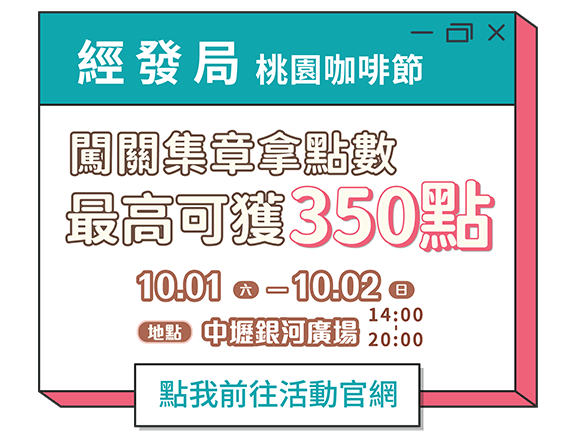 經發局 桃園咖啡節
闖關集章拿點數
最高可獲350點
10.01 六 — 10.02 日
地點 中壢銀河廣場 14:00-20:00
點我前往活動官網